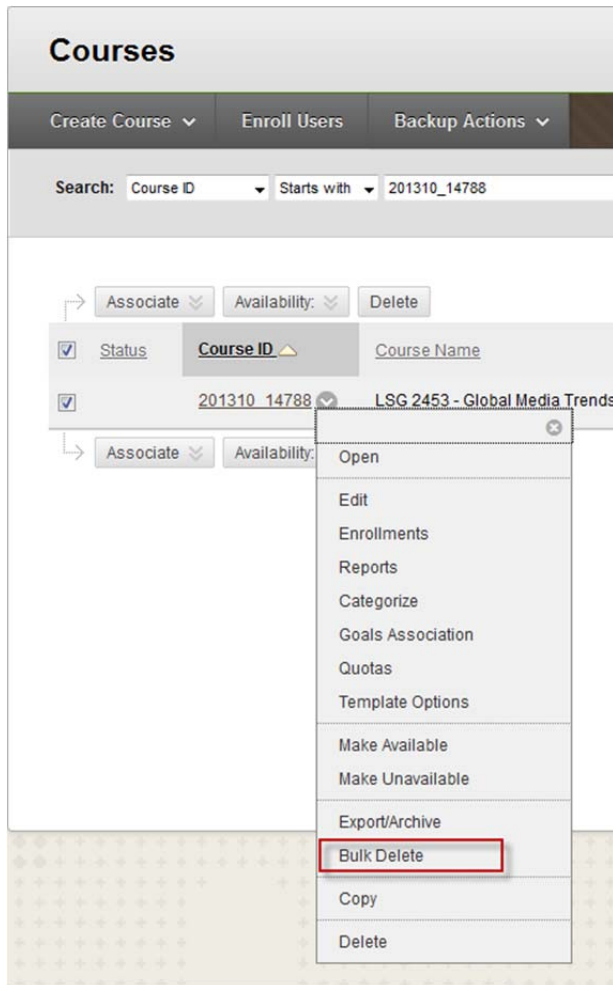 Courses
Create Course Enroll Users Backup Actions
Search: Course ID Starts with 201310_14788
Associate Availability: Delete
Status Course ID Course Name
201310_14788 LSG 2453 - Global Media Trends
Associate Availability:
Open
Edit
Enrollments
Reports
Categorize
Goals Association
Quotas
Template Options
Make Available
Make Unavailable
Export/Archive
Bulk Delete
Copy
Delete